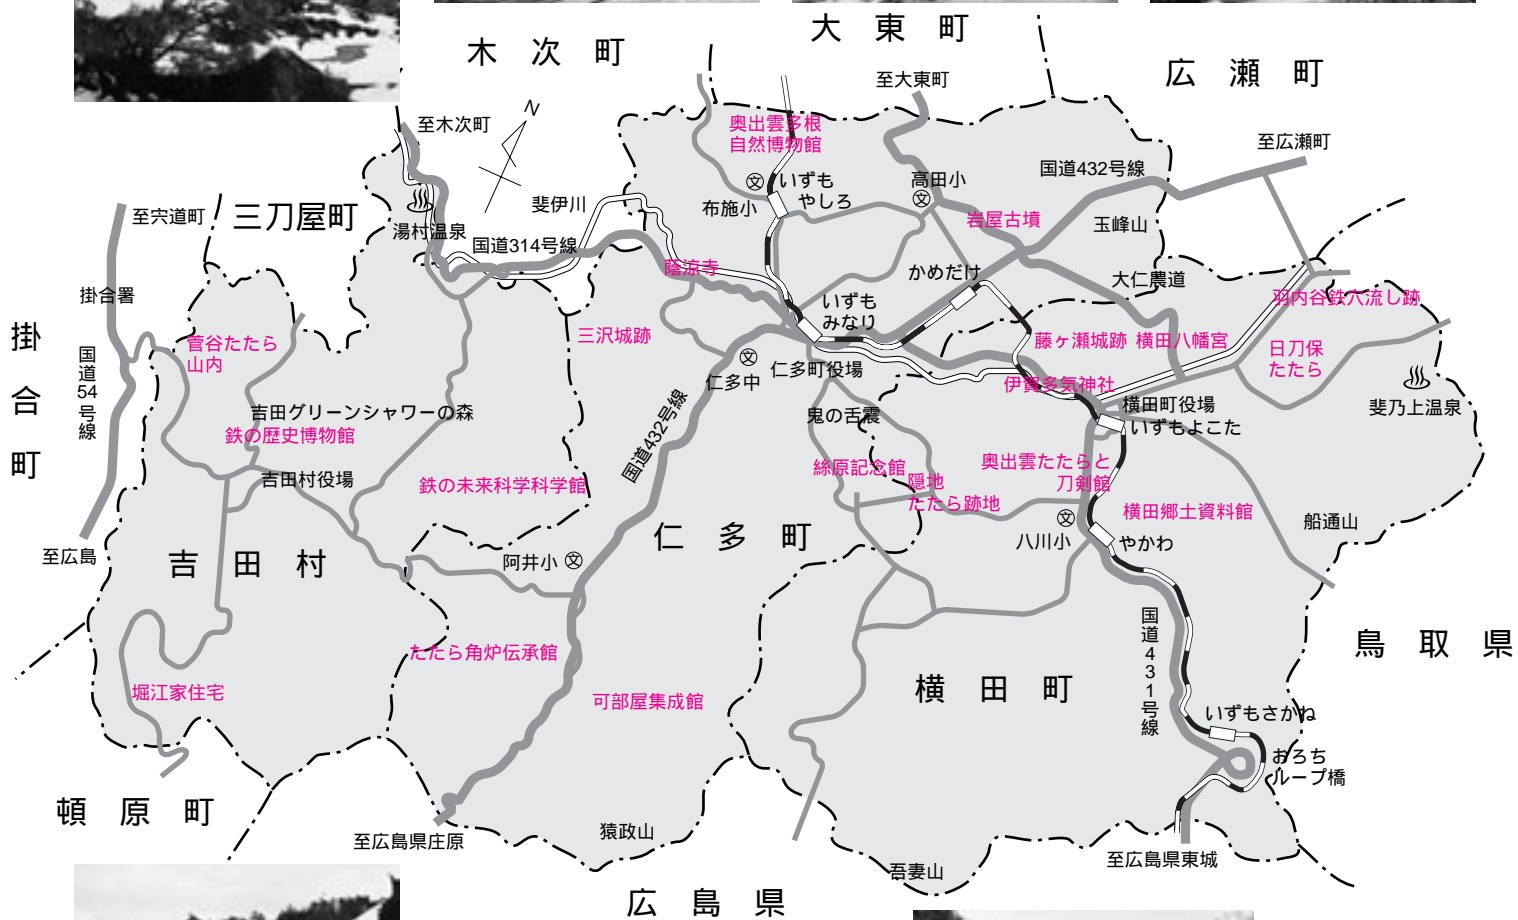 木次町
大東町
広瀬町
至大東町
至木次町
N
奥出雲多根
自然博物館
至広瀬町
国道432号線
文
いずも
やしろ
高田小
文
斐伊川
布施小
至宍道町
三刀屋町
岩屋古墳
玉峰山
湯村温泉
国道314号線
蔭涼寺
かめだけ
大仁農道
掛合署
いずも
みなり
羽内谷鉄穴流し跡
掛合町
国道54号線
菅谷たたら
山内
三沢城跡
藤ヶ瀬城跡
横田八幡宮
日刀保
たたら
文
仁多中
仁多町役場
伊賀多気神社
斐乃上温泉
吉田グリーンシャワーの森
鉄の歴史博物館
国道432号線
鬼の舌震
横田町役場
いずもよこた
吉田村役場
鉄の未来科学科学館
絲原記念館
隠地
たたら跡地
奥出雲たたらと
刀剣館
横田郷土資料館
船通山
至広島
吉田村
仁多町
文
八川小
やかわ
阿井小
文
たたら角炉伝承館
国道431号線
鳥取県
堀江家住宅
可部屋集成館
横田町
いずもさかね
おろち
ループ橋
頓原町
至広島県庄原
猿政山
吾妻山
至広島県東城
広島県